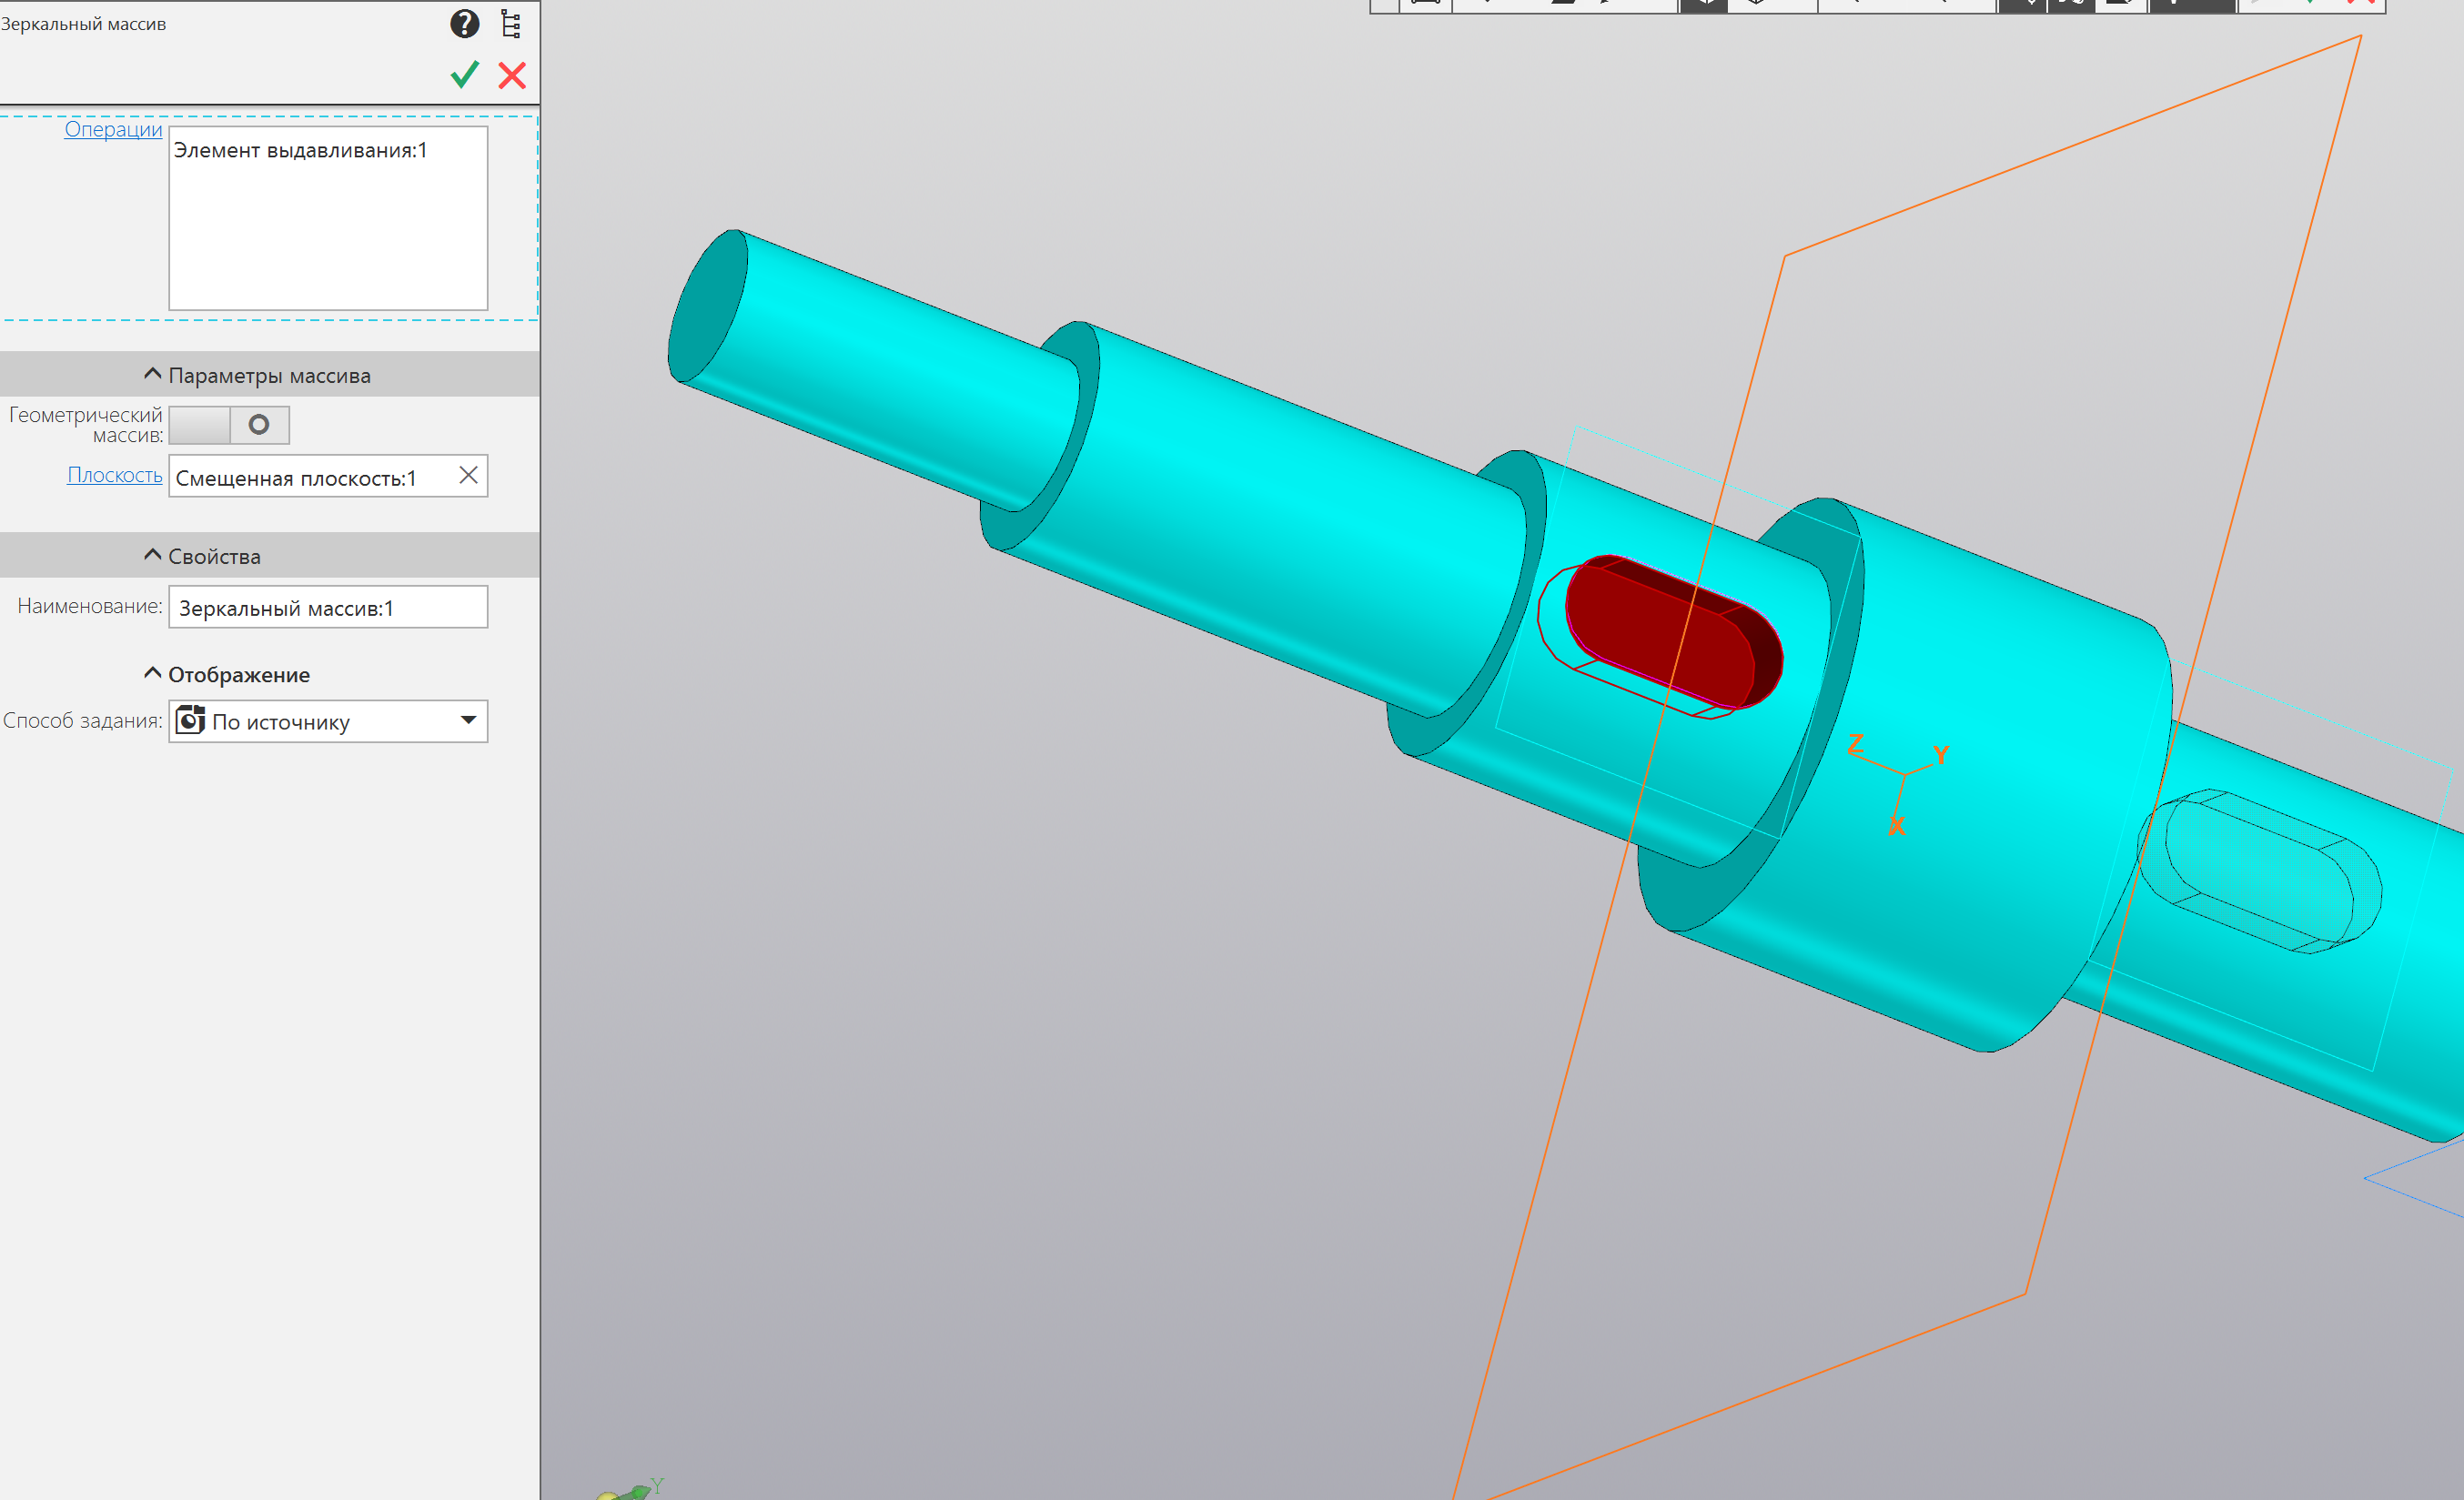 Зеркальный массив
Операции
Элемент выдавливания:1
Параметры массива
Геометрический
массив:
Плоскость
Смещенная плоскость:1
Свойства
Наименование:
Зеркальный массив:1
Отображение
Способ задания:
По источнику
Z
Y
X
Y